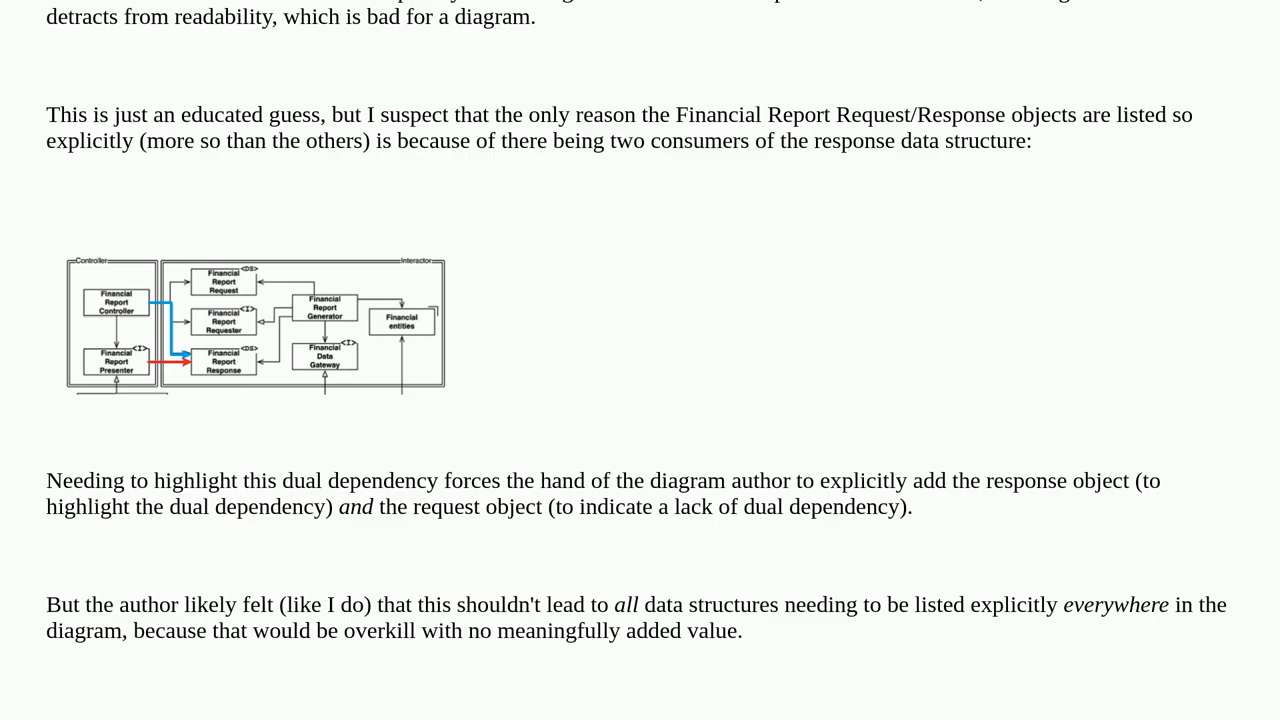 detracts from readability, which is bad for a diagram.
This is just an educated guess, but I suspect that the only reason the Financial Report Request/Response objects are listed so
explicitly (more so than the others) is because of there being two consumers of the response data structure:
Controller
Interactor
Financial
Report
Controller
<I>
Financial
Report
Presenter
<DS>
Financial
Report
Request
<I>
Financial
Report
Requester
<DS>
Financial
Report
Response
Financial
Report
Generator
<I>
Financial
Data
Gateway
Financial
entities
Needing to highlight this dual dependency forces the hand of the diagram author to explicitly add the response object (to
highlight the dual dependency) and the request object (to indicate a lack of dual dependency).
But the author likely felt (like I do) that this shouldn't lead to all data structures needing to be listed explicitly everywhere in the
diagram, because that would be overkill with no meaningfully added value.